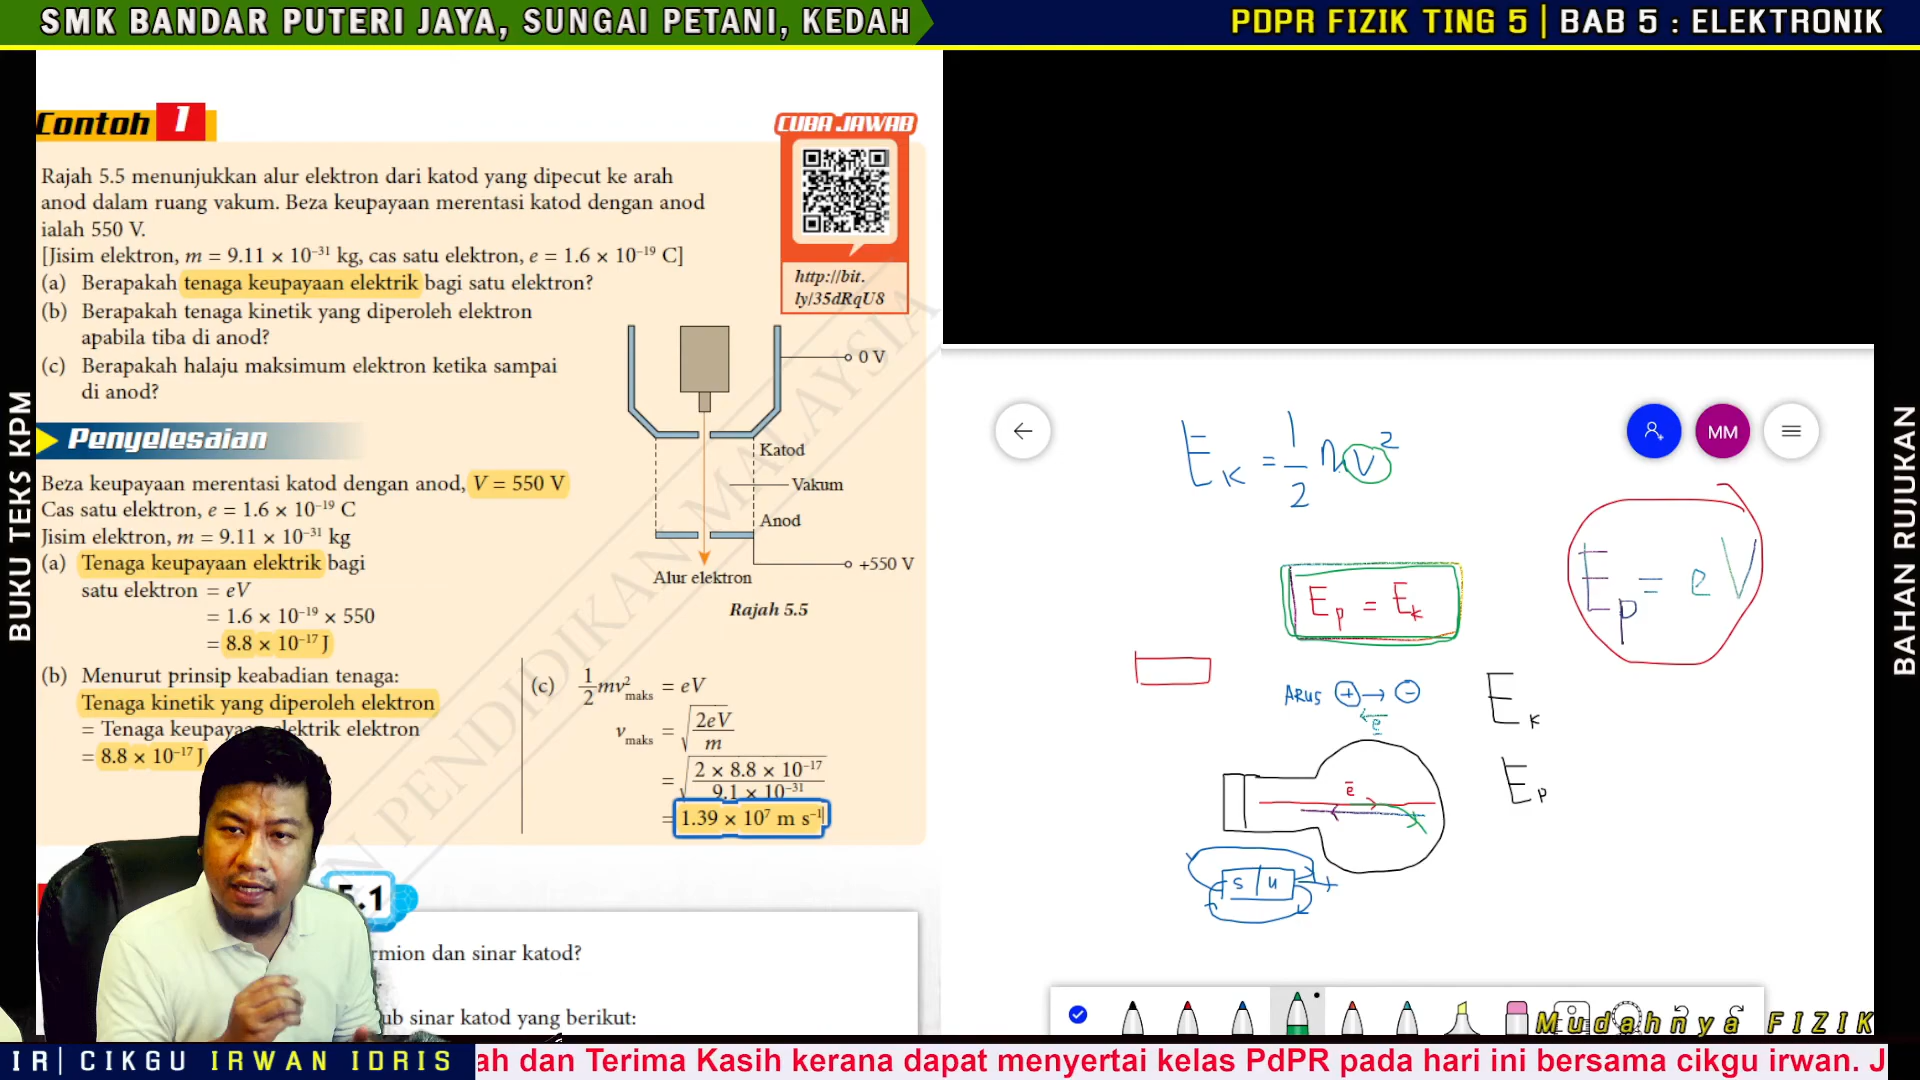 SMK BANDAR PUTERI JAYA, SUNGAI PETANI, KEDAH
PDPR FIZIK TING 5 | BAB 5 : ELEKTRONIK
BUKU TEKS KPM
Contoh 1
CUBA JAWAB
http://bit.
ly/35dRqU8
Rajah 5.5 menunjukkan alur elektron dari katod yang dipecut ke arah
anod dalam ruang vakum. Beza keupayaan merentasi katod dengan anod
ialah 550 V.
[Jisim elektron, m = 9.11 × 10⁻³¹ kg, cas satu elektron, e = 1.6 × 10⁻¹⁹ C]
(a) Berapakah tenaga keupayaan elektrik bagi satu elektron?
(b) Berapakah tenaga kinetik yang diperoleh elektron
apabila tiba di anod?
(c) Berapakah halaju maksimum elektron ketika sampai
di anod?
0 V
Katod
Vakum
Anod
+550 V
Alur elektron
Rajah 5.5
Penyelesaian
Beza keupayaan merentasi katod dengan anod, V = 550 V
Cas satu elektron, e = 1.6 × 10⁻¹⁹ C
Jisim elektron, m = 9.11 × 10⁻³¹ kg
(a) Tenaga keupayaan elektrik bagi
satu elektron = eV
= 1.6 × 10⁻¹⁹ × 550
= 8.8 × 10⁻¹⁷ J
(b) Menurut prinsip keabadian tenaga:
Tenaga kinetik yang diperoleh elektron
= Tenaga elektrik elektron
= 8.8 × 10⁻¹⁷ J
(c) 1/2 mv²maks = eV
vmaks = √(2eV/m)
= √(2 × 8.8 × 10⁻¹⁷/9.1 × 10⁻³¹)
= 1.39 × 10⁷ m s⁻¹
PENDIDIKAN MALAYSIA
5.1
dan sinar katod?
sinar katod yang berikut:
MM
E_K = 1/2 mv²
E_p = E_k
E_p = eV
ARUS + → -
e
E_K
E_p
ē
S U
BAHAN RUJUKAN
Mudahnya FIZIK
IR| CIKGU IRWAN IDRIS
dan Terima Kasih kerana dapat menyertai kelas PdPR pada hari ini bersama cikgu irwan. J